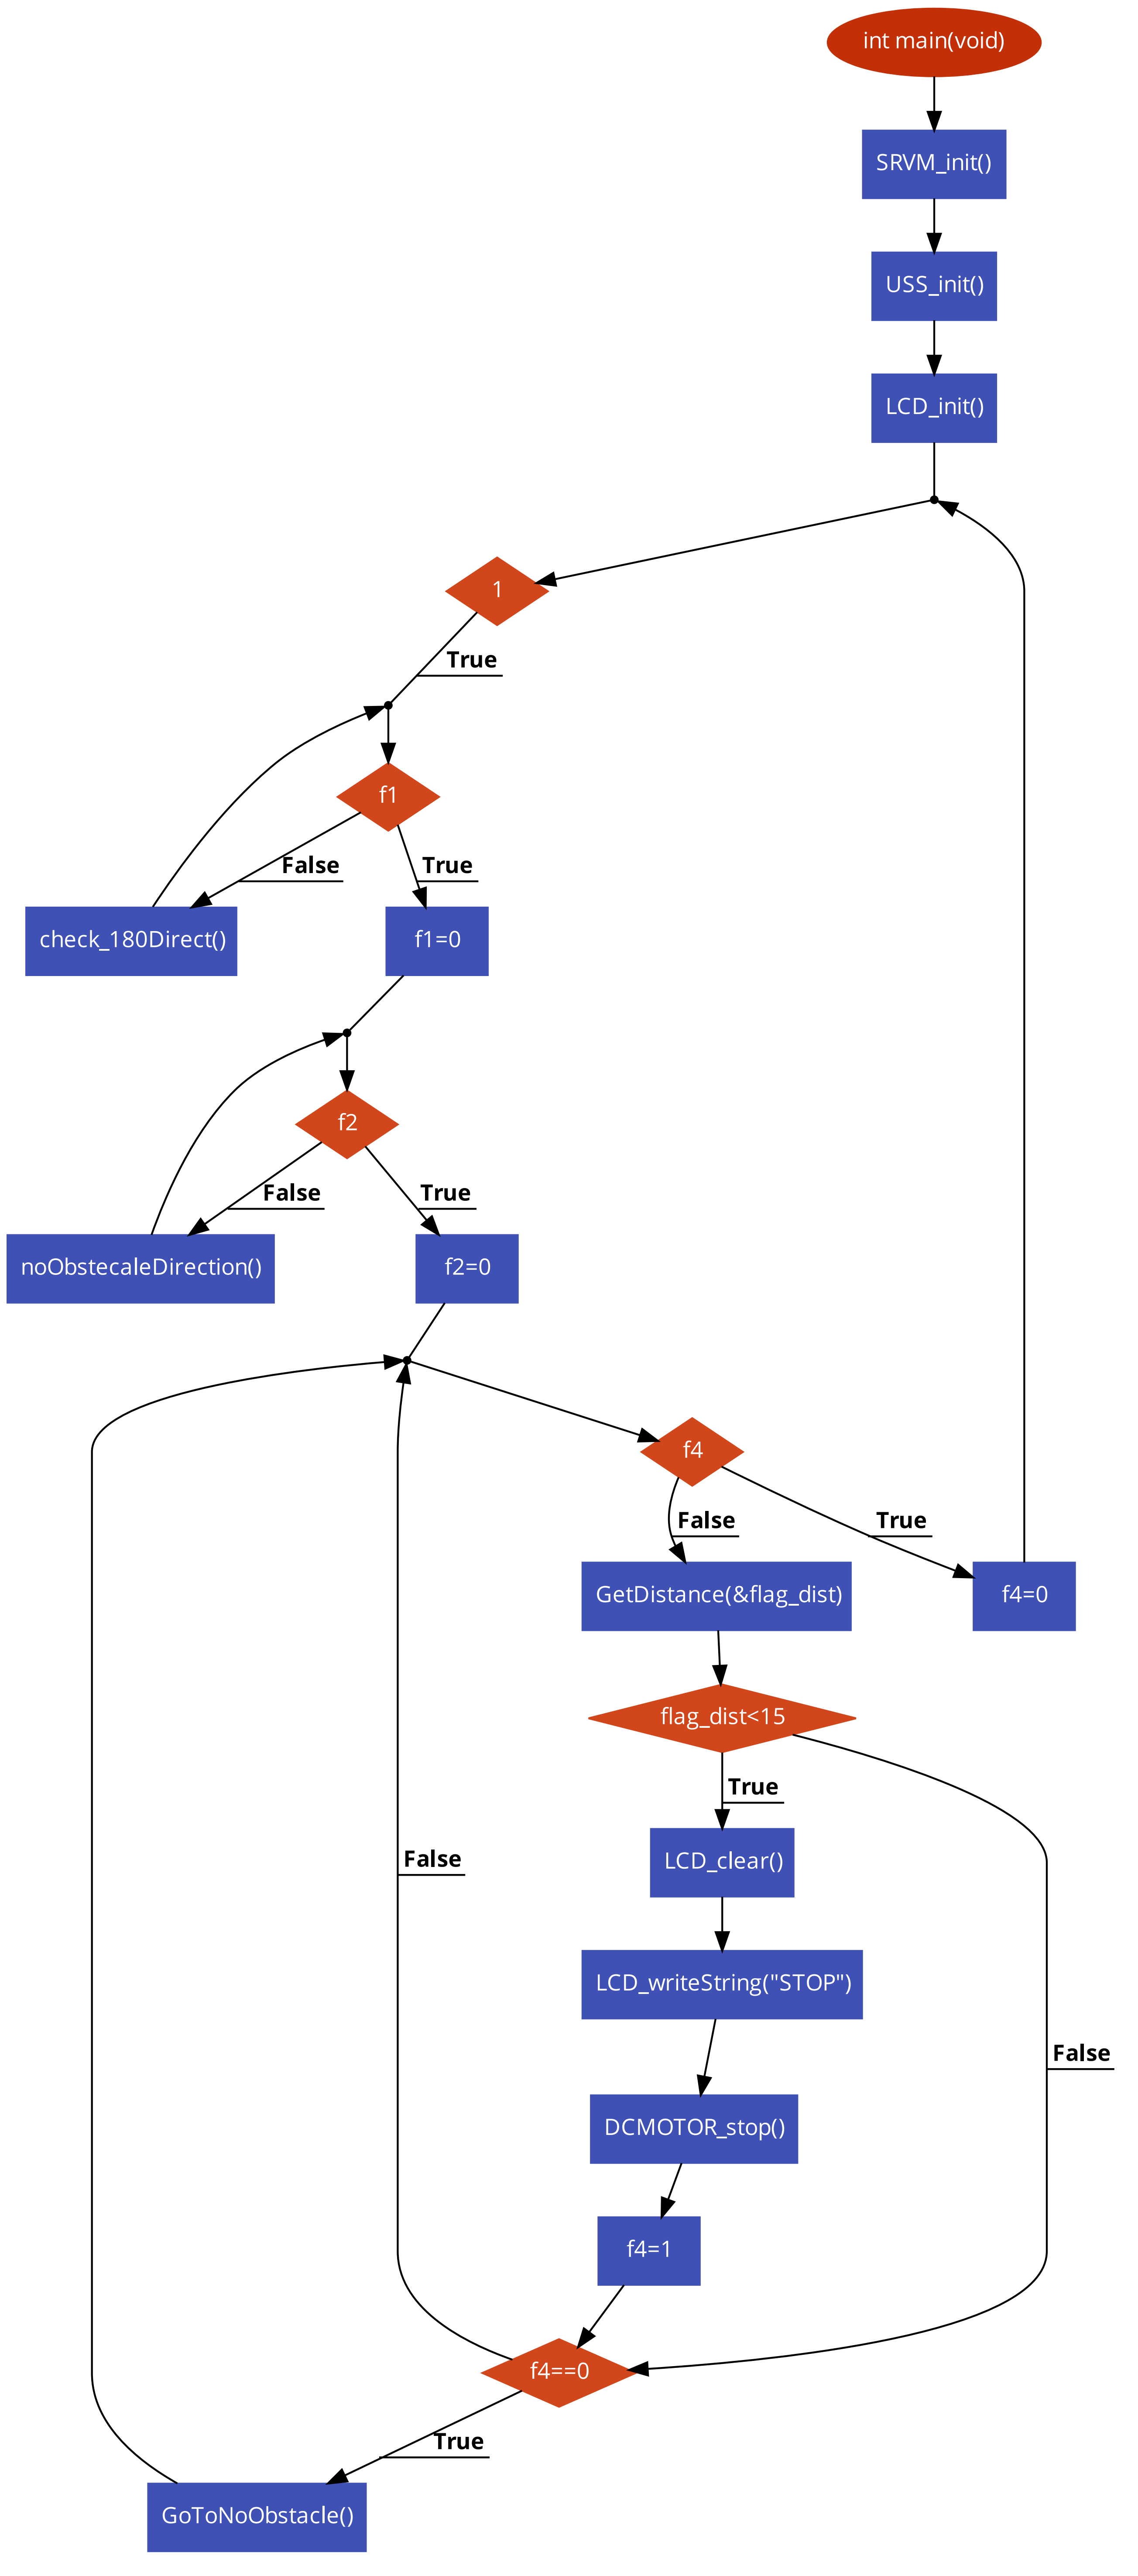 int main(void)
SRVM_init()
USS_init()
LCD_init()
1
True
f1
False
True
check_180Direct()
f1=0
f2
False
True
noObstecaleDirection()
f2=0
f4
False
True
GetDistance(&flag_dist)
f4=0
flag_dist<15
True
LCD_clear()
False
LCD_writeString("STOP")
False
DCMOTOR_stop()
f4=1
f4==0
True
GoToNoObstacle()